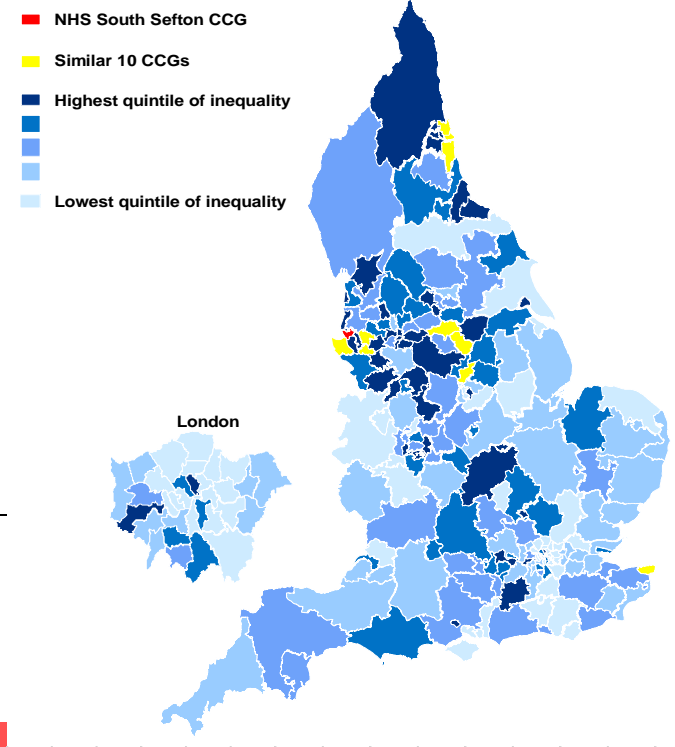 NHS South Sefton CCG
Similar 10 CCGs
Highest quintile of inequality
Lowest quintile of inequality
London